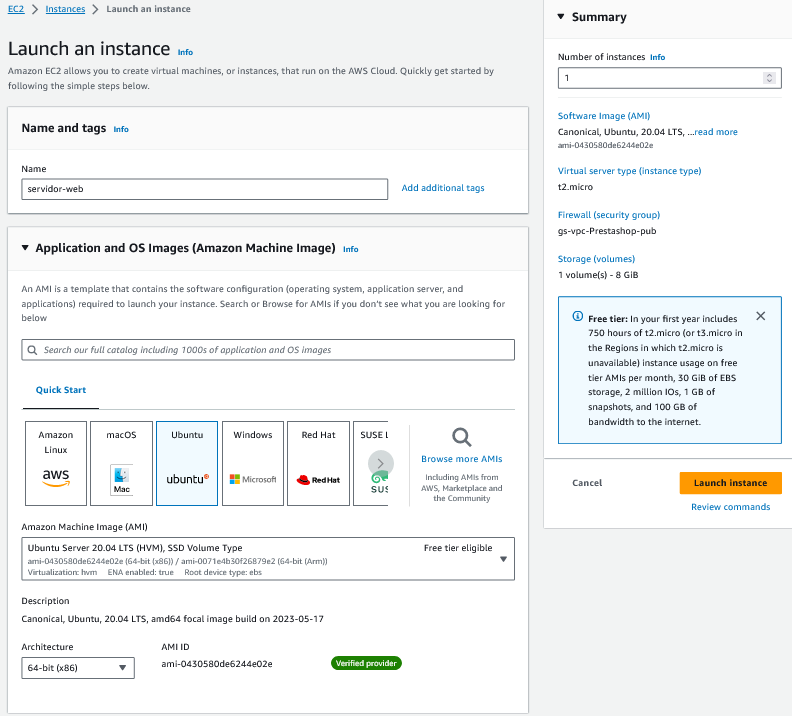 EC2 > Instances > Launch an instance
Launch an instance Info
Amazon EC2 allows you to create virtual machines, or instances, that run on the AWS Cloud. Quickly get started by
following the simple steps below.
Name and tags Info
Name
servidor-web
Add additional tags
Application and OS Images (Amazon Machine Image) Info
An AMI is a template that contains the software configuration (operating system, application server, and
applications) required to launch your instance. Search or Browse for AMIs if you don't see what you are looking for
below
Search our full catalog including 1000s of application and OS images
Quick Start
Amazon
Linux
aws
macOS
Mac
Ubuntu
ubuntu
Windows
Microsoft
Red Hat
Red Hat
SUSE L
SUS
Browse more AMIs
Including AMIs from
AWS, Marketplace and
the Community
Amazon Machine Image (AMI)
Ubuntu Server 20.04 LTS (HVM), SSD Volume Type
Free tier eligible
ami-0430580de6244e02e (64-bit (x86)) / ami-0071e4b30f26879e2 (64-bit (Arm))
Virtualization: hvm ENA enabled: true Root device type: ebs
Description
Canonical, Ubuntu, 20.04 LTS, amd64 focal image build on 2023-05-17
Architecture
64-bit (x86)
AMI ID
ami-0430580de6244e02e
Verified provider
Summary
Number of instances Info
1
Software Image (AMI)
Canonical, Ubuntu, 20.04 LTS, ...read more
ami-0430580de6244e02e
Virtual server type (instance type)
t2.micro
Firewall (security group)
gs-vpc-Prestashop-pub
Storage (volumes)
1 volume(s) - 8 GiB
Free tier: In your first year includes
750 hours of t2.micro (or t3.micro in
the Regions in which t2.micro is
unavailable) instance usage on free
tier AMIs per month, 30 GiB of EBS
storage, 2 million IOs, 1 GB of
snapshots, and 100 GB of
bandwidth to the internet.
Cancel
Launch instance
Review commands